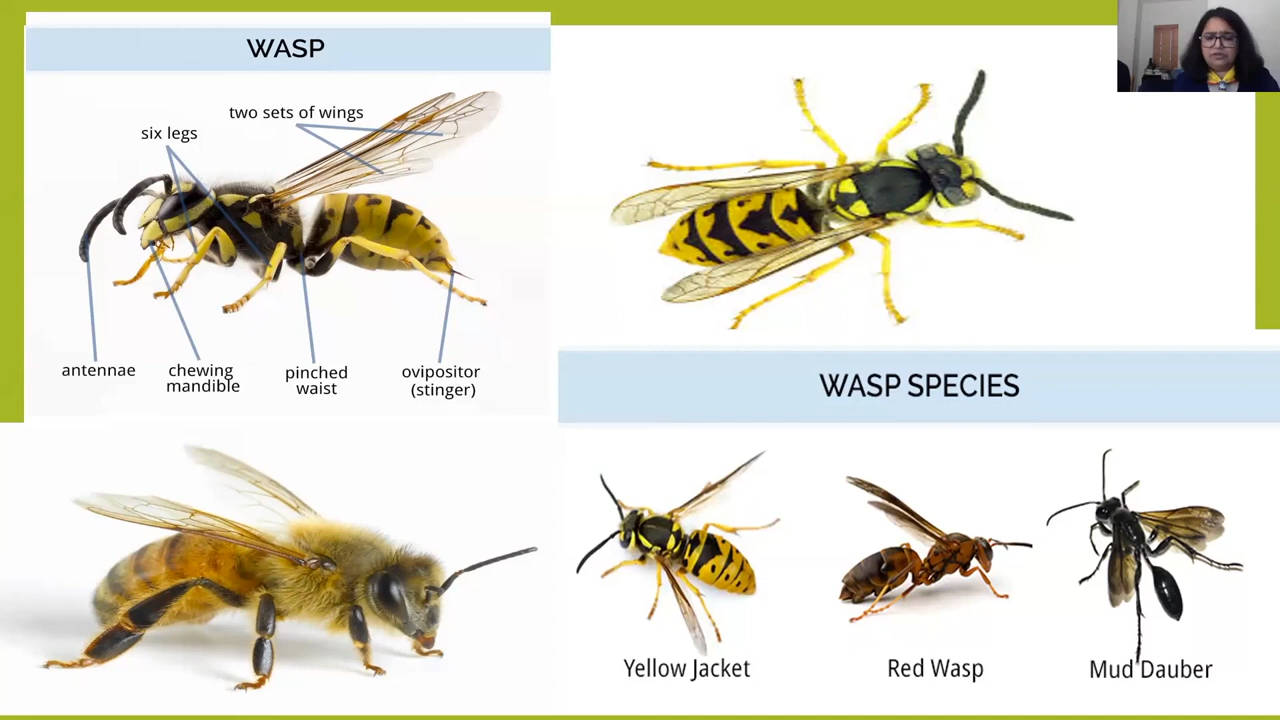 WASP
two sets of wings
six legs
antennae
chewing
mandible
pinched
waist
ovipositor
(stinger)
WASP SPECIES
Yellow Jacket
Red Wasp
Mud Dauber